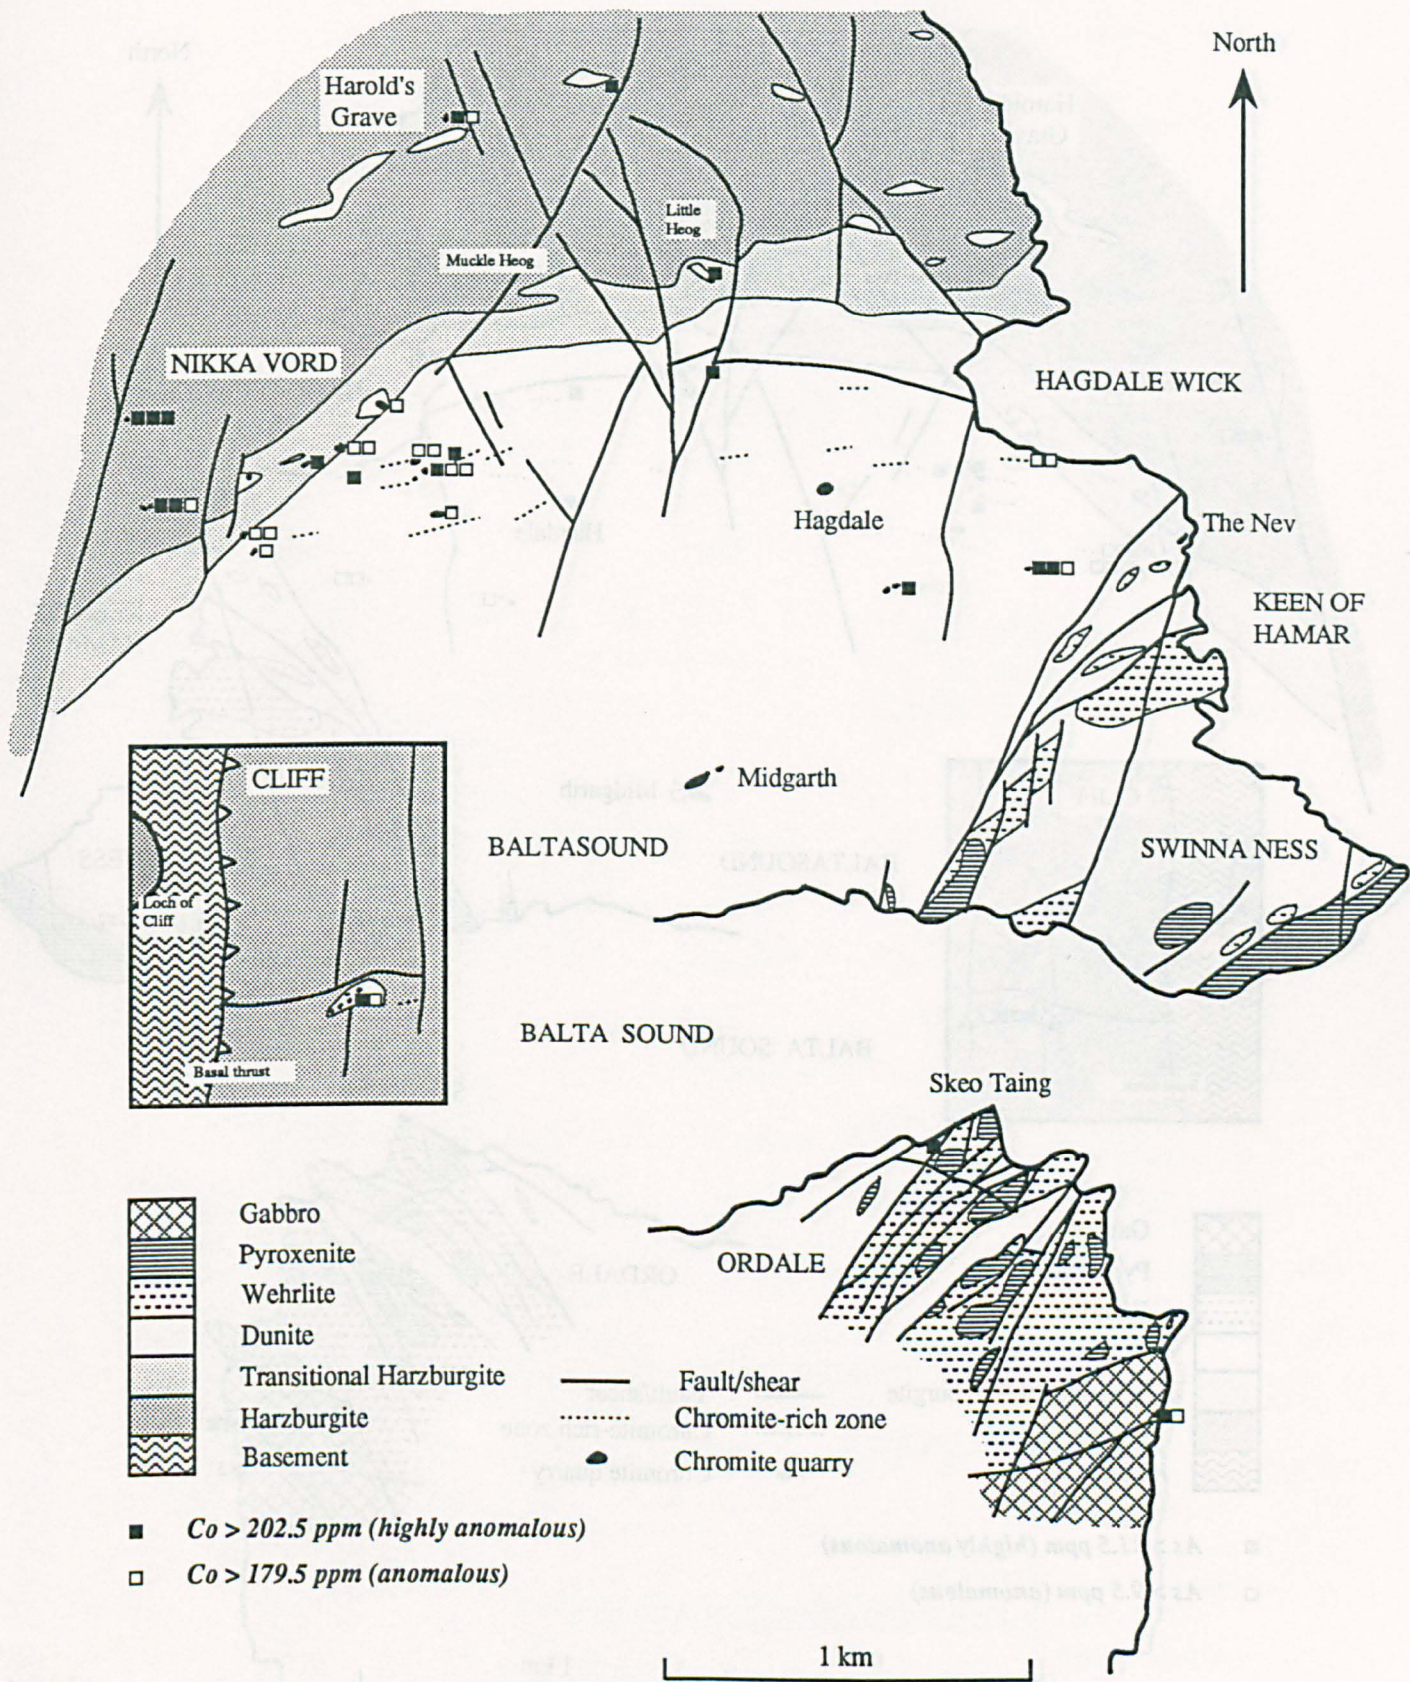 North
Harold's
Grave
Little
Heog
Muckle Heog
NIKKA VORD
HAGDALE WICK
Hagdale
The Nev
KEEN OF
HAMAR
Midgarth
CLIFF
BALTASOUND
SWINNA NESS
Loch of
Cliff
BALTA SOUND
Basal thrust
Skeo Taing
ORDALE
Gabbro
Pyroxenite
Wehrlite
Dunite
Transitional Harzburgite
Harzburgite
Basement
Fault/shear
Chromite-rich zone
Chromite quarry
Co > 202.5 ppm (highly anomalous)
Co > 179.5 ppm (anomalous)
1 km